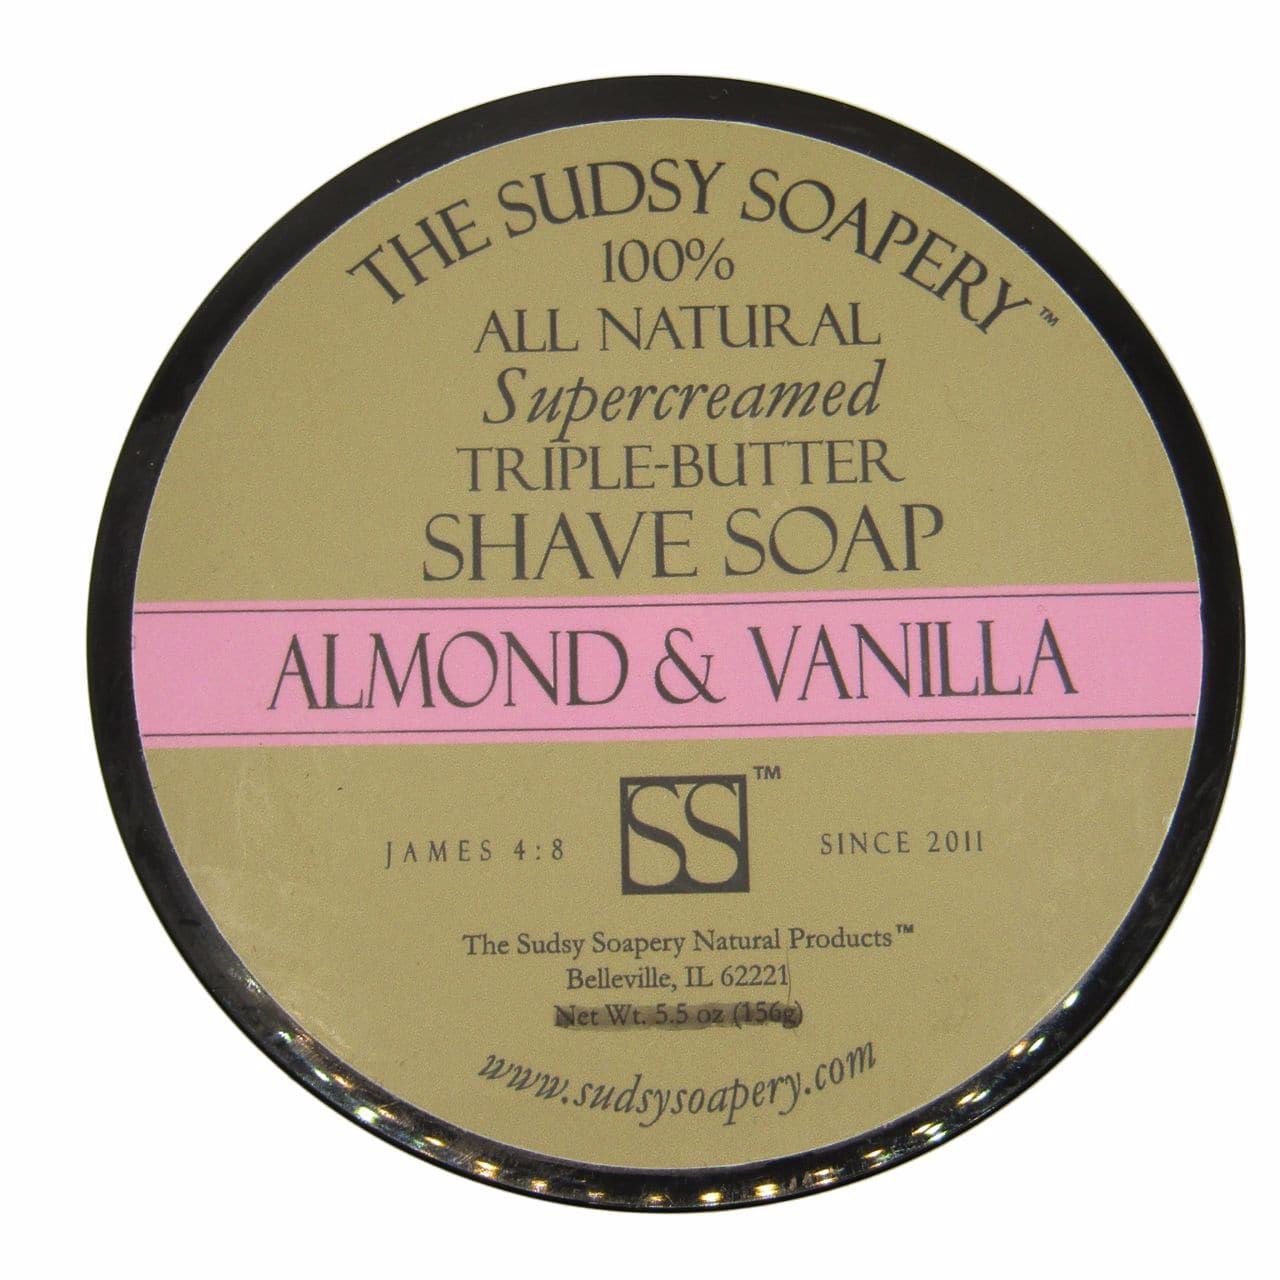 THE SUDSY SOAPERY™
100%
ALL NATURAL
Supercreamed
TRIPLE-BUTTER
SHAVE SOAP
ALMOND & VANILLA
SS™
JAMES 4:8
SINCE 2011
The Sudsy Soapery Natural Products™
Belleville, IL 62221
Net Wt. 5.5 oz (156g)
www.sudsysoapery.com